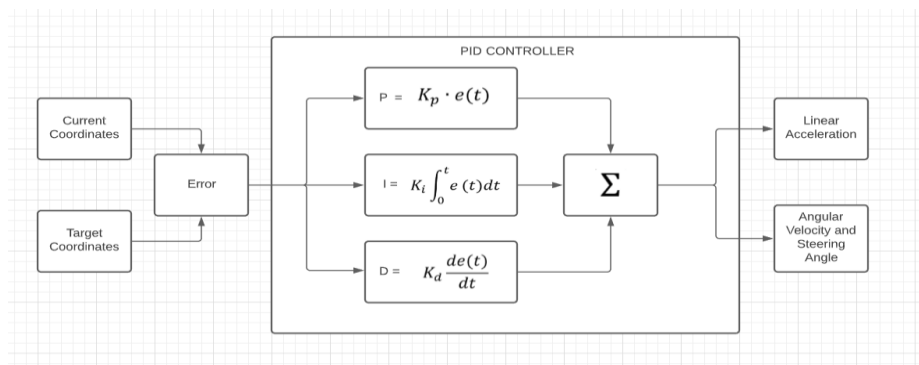 PID CONTROLLER
Current
Coordinates
Target
Coordinates
Error
P = K_p · e(t)
I = K_i ∫_0^t e (t)dt
D = K_d de(t)/dt
Σ
Linear
Acceleration
Angular
Velocity and
Steering
Angle